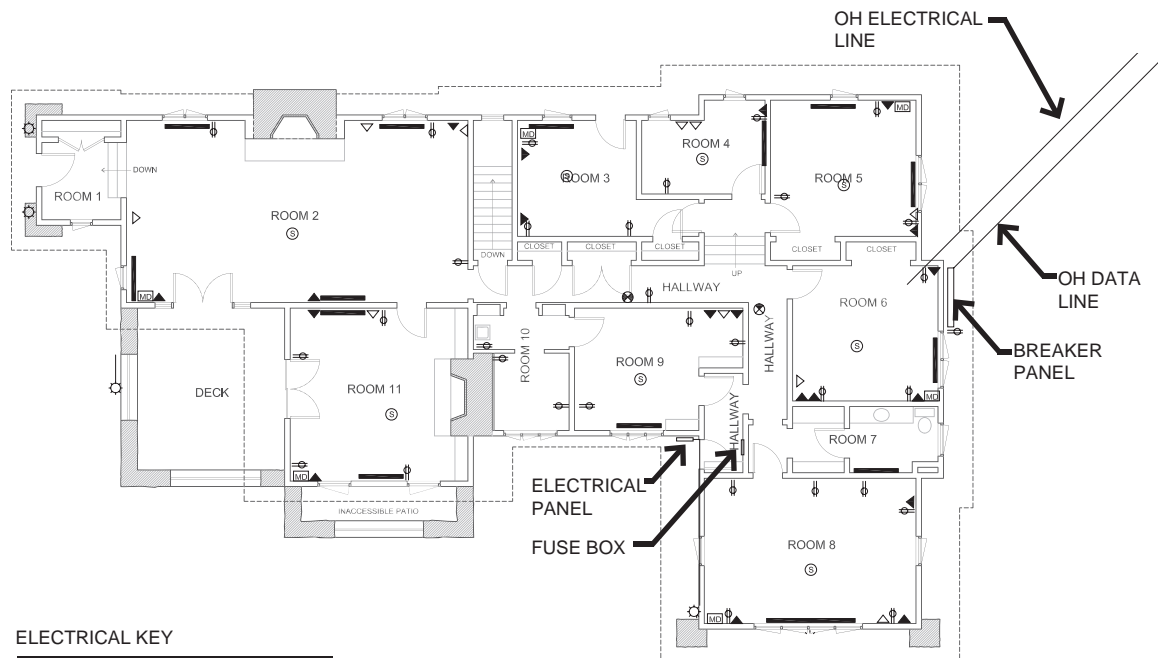 OH ELECTRICAL
LINE
ROOM 1
DOWN
ROOM 2
S
MD
DOWN
MD
ROOM 3
S
ROOM 4
S
MD
ROOM 5
S
CLOSET
CLOSET
CLOSET
CLOSET
CLOSET
UP
HALLWAY
HALLWAY
HALLWAY
ROOM 6
S
MD
OH DATA
LINE
BREAKER
PANEL
ROOM 10
ROOM 9
S
ROOM 11
S
MD
DECK
ROOM 7
ELECTRICAL
PANEL
FUSE BOX
INACCESSIBLE PATIO
ROOM 8
S
MD
ELECTRICAL KEY